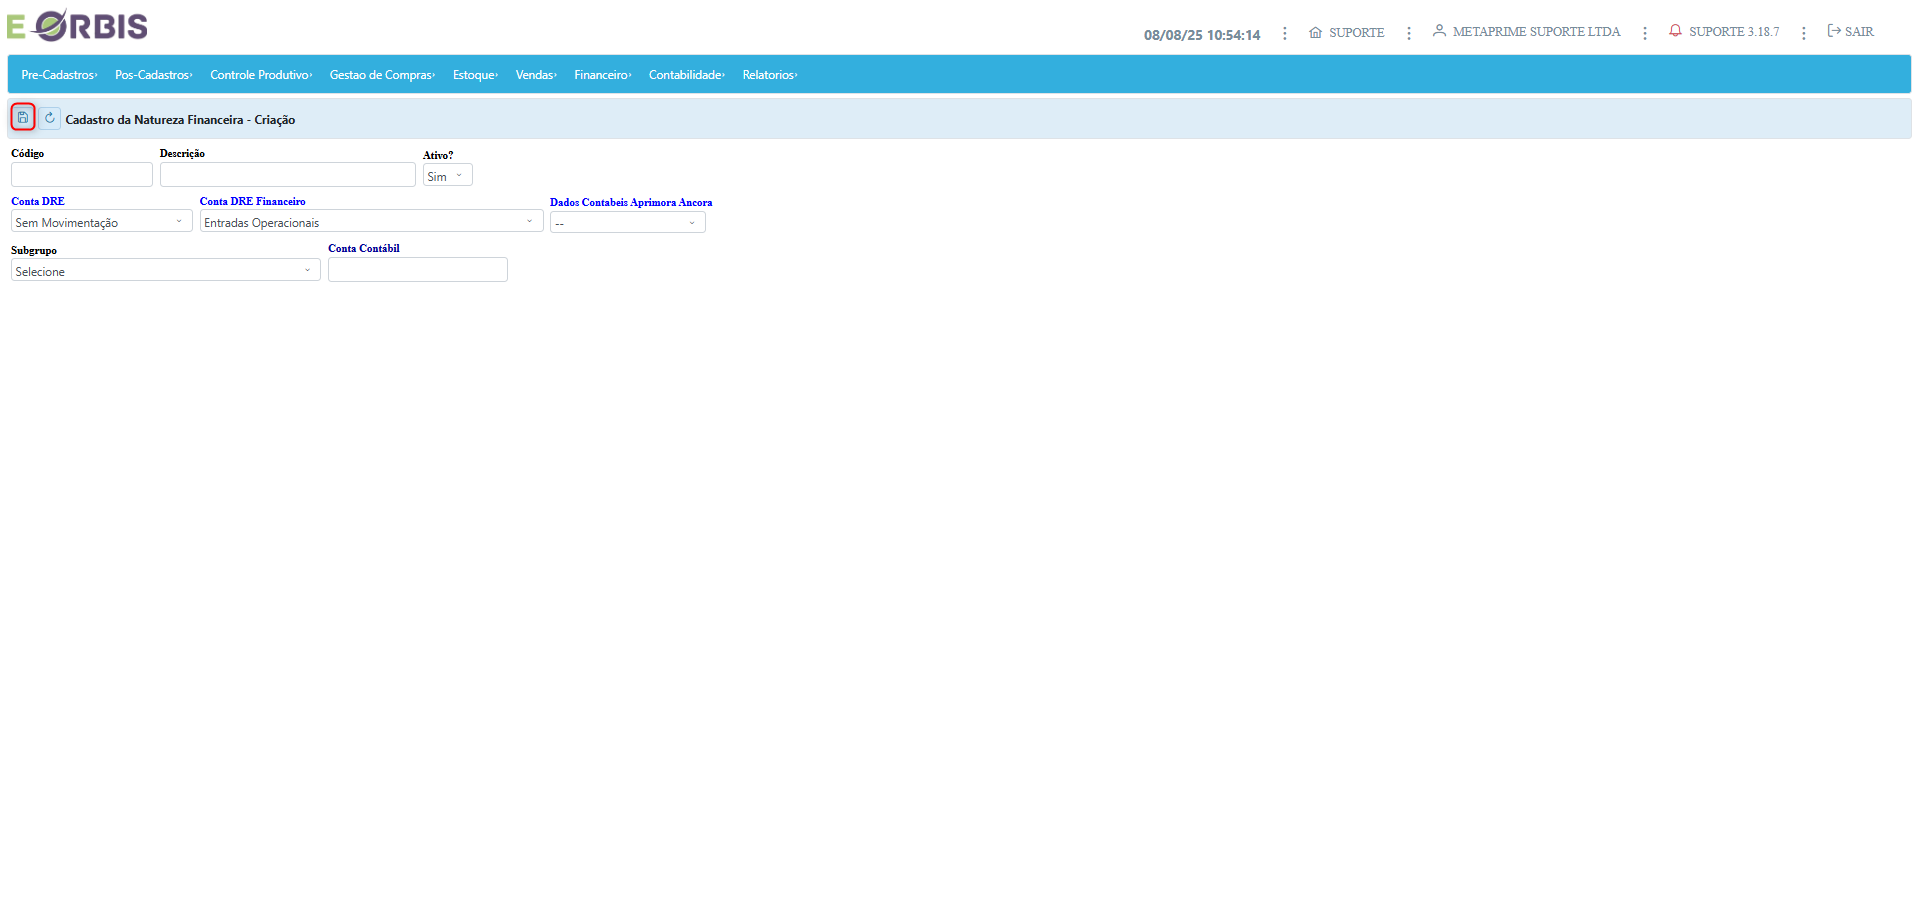 E ORBIS
08/08/25 10:54:14 SUPORTE METAPRIME SUPORTE LTDA SUPORTE 3.18.7 SAIR
Pre-Cadastros Pos-Cadastros Controle Produtivo Gestao de Compras Estoque Vendas Financeiro Contabilidade Relatorios
Cadastro da Natureza Financeira - Criação
Código Descrição Ativo?
Sim
Conta DRE Conta DRE Financeiro Dados Contabeis Aprimora Ancora
Sem Movimentação Entradas Operacionais --
Subgrupo Conta Contábil
Selecione